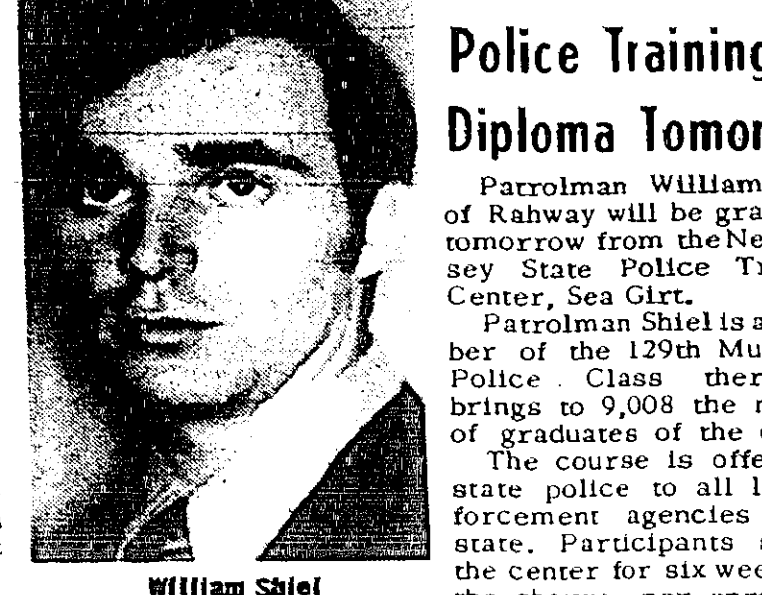 Police Training
Diploma Tomor
Patrolman William
of Rahway will be gra
tomorrow from the Ne
sey State Police Tr
Center, Sea Girt.
Patrolman Shiel is a
ber of the 129th Mu
Police Class ther
brings to 9,008 the n
of graduates of the
The course is offe
state police to all l
forcement agencies
state. Participants
the center for six wee
William Shiel